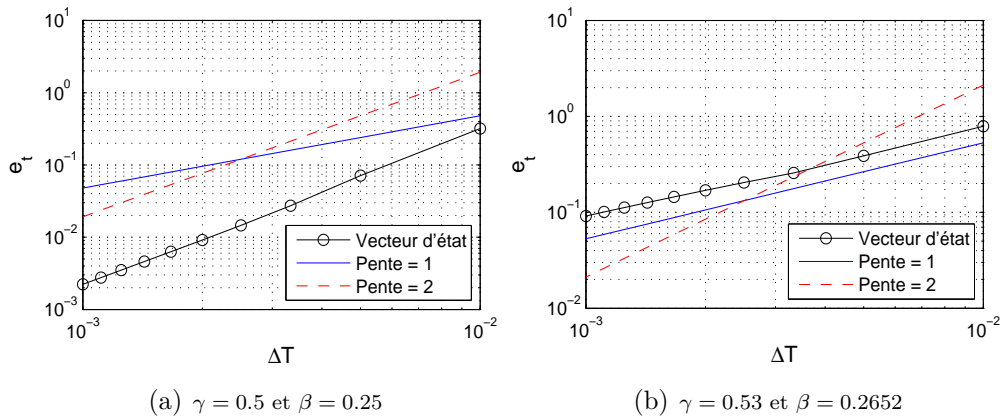 10^1
10^0
10^-1
10^-2
10^-3
e_t
10^-3
10^-2
ΔT
Vecteur d'état
Pente = 1
Pente = 2
(a) γ = 0.5 et β = 0.25
10^1
10^0
10^-1
10^-2
e_t
10^-3
10^-2
ΔT
Vecteur d'état
Pente = 1
Pente = 2
(b) γ = 0.53 et β = 0.2652